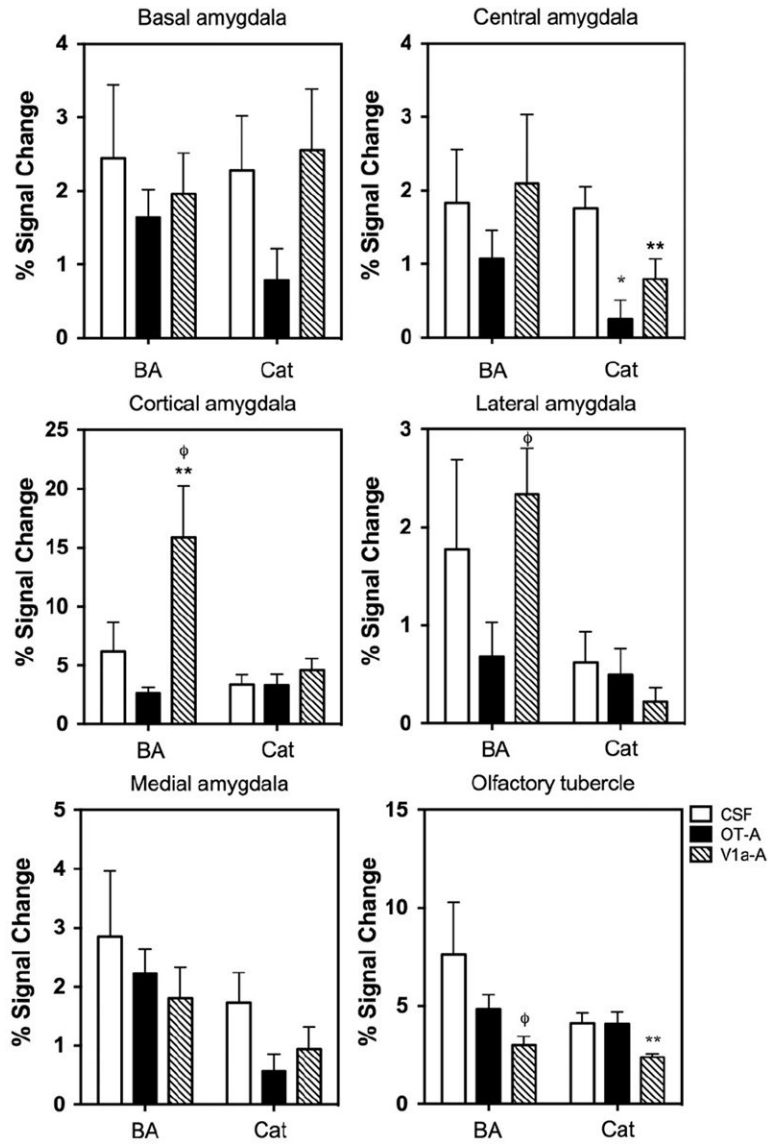 Basal amygdala
% Signal Change
4
3
2
1
0
BA
Cat
Central amygdala
% Signal Change
4
3
2
1
0
*
**
BA
Cat
Cortical amygdala
% Signal Change
25
20
15
10
5
0
ϕ
**
BA
Cat
Lateral amygdala
% Signal Change
3
2
1
0
ϕ
BA
Cat
Medial amygdala
% Signal Change
5
4
3
2
1
0
BA
Cat
Olfactory tubercle
% Signal Change
15
10
5
0
ϕ
**
BA
Cat
CSF
OT-A
V1a-A